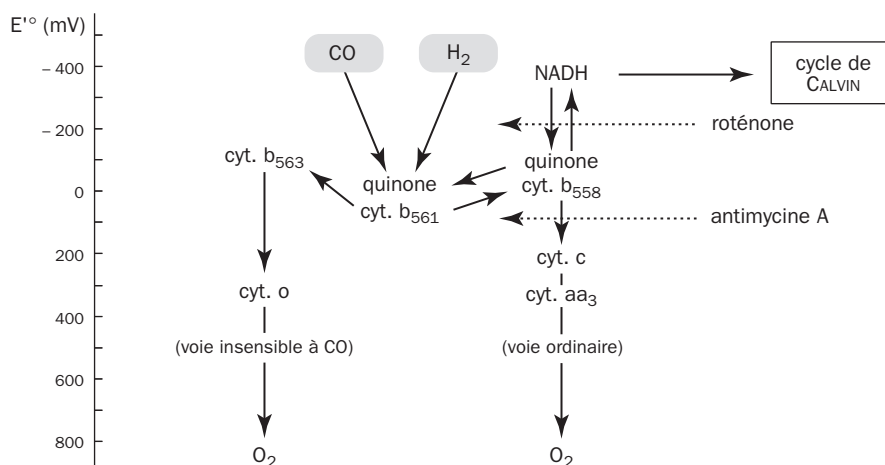 E'° (mV)
CO
H₂
– 400
NADH
cycle de
CALVIN
– 200
roténone
cyt. b₅₆₃
quinone
quinone
cyt. b₅₅₈
0
cyt. b₅₆₁
antimycine A
200
cyt. c
cyt. o
cyt. aa₃
400
(voie insensible à CO)
(voie ordinaire)
600
800
O₂
O₂